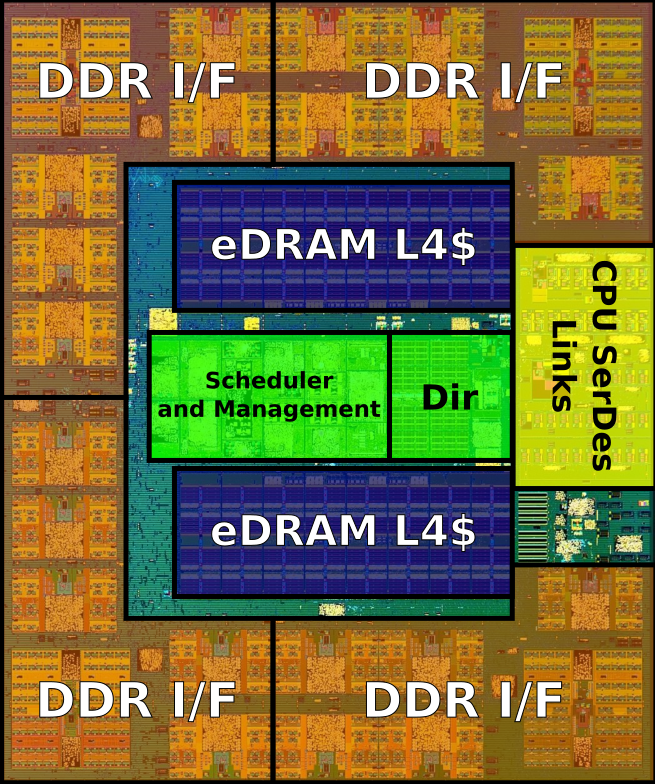 DDR I/F
DDR I/F
eDRAM L4$
Scheduler
and Management
Dir
CPU SerDes
Links
eDRAM L4$
DDR I/F
DDR I/F